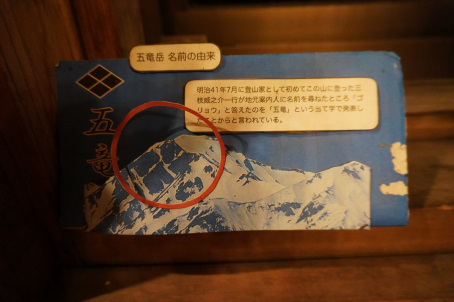 五竜岳 名前の由来
明治41年7月に登山家として初めてこの山に登った三
枝威之介一行が地元案内人に名前を尋ねたところ「ゴ
リョウ」と答えたのを「五竜」という当て字で発表し
たことからと言われている。
五竜